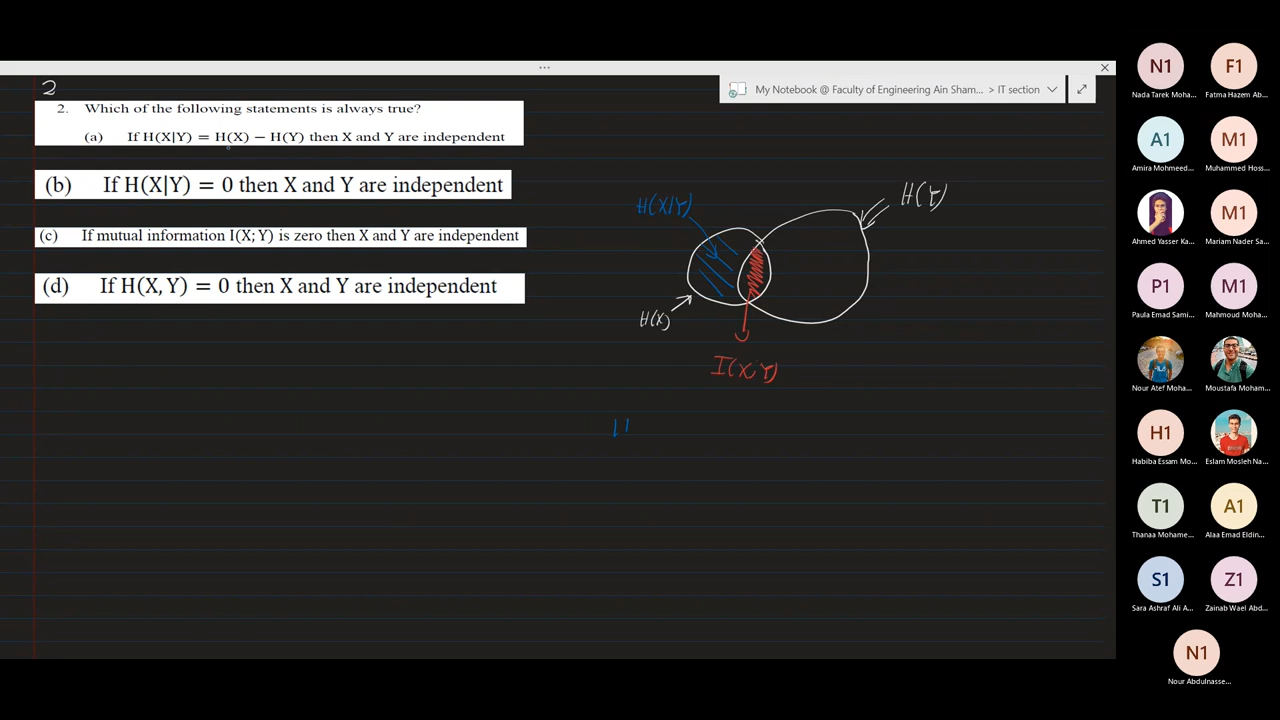 2
My Notebook @ Faculty of Engineering Ain Sham... > IT section
2. Which of the following statements is always true?
(a) If H(X|Y) = H(X) − H(Y) then X and Y are independent
(b) If H(X|Y) = 0 then X and Y are independent
(c) If mutual information I(X; Y) is zero then X and Y are independent
(d) If H(X, Y) = 0 then X and Y are independent
H(X|Y)
H(Y)
H(X)
I(X;Y)
N1
Nada Tarek Moha...
F1
Fatma Hazem Ab...
A1
Amira Mohmeed...
M1
Muhammed Hoss...
Ahmed Yasser Ka...
M1
Mariam Nader Sa...
P1
Paula Emad Sami...
M1
Mahmoud Moha...
Nour Atef Moha...
Moustafa Moham...
H1
Habiba Essam Mo...
Eslam Mosleh Na...
T1
Thanaa Mohame...
A1
Alaa Emad Eldin...
S1
Sara Ashraf Ali A...
Z1
Zainab Wael Abd...
N1
Nour Abdulnasse...